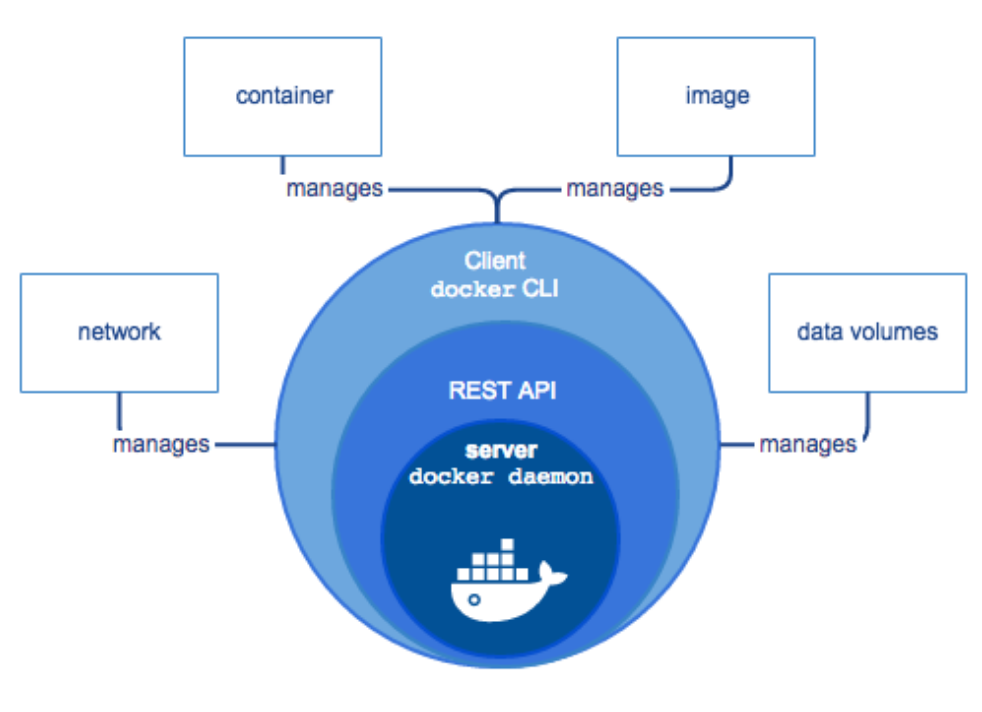 container
image
manages
manages
Client
docker CLI
network
data volumes
REST API
manages
server
manages
docker daemon